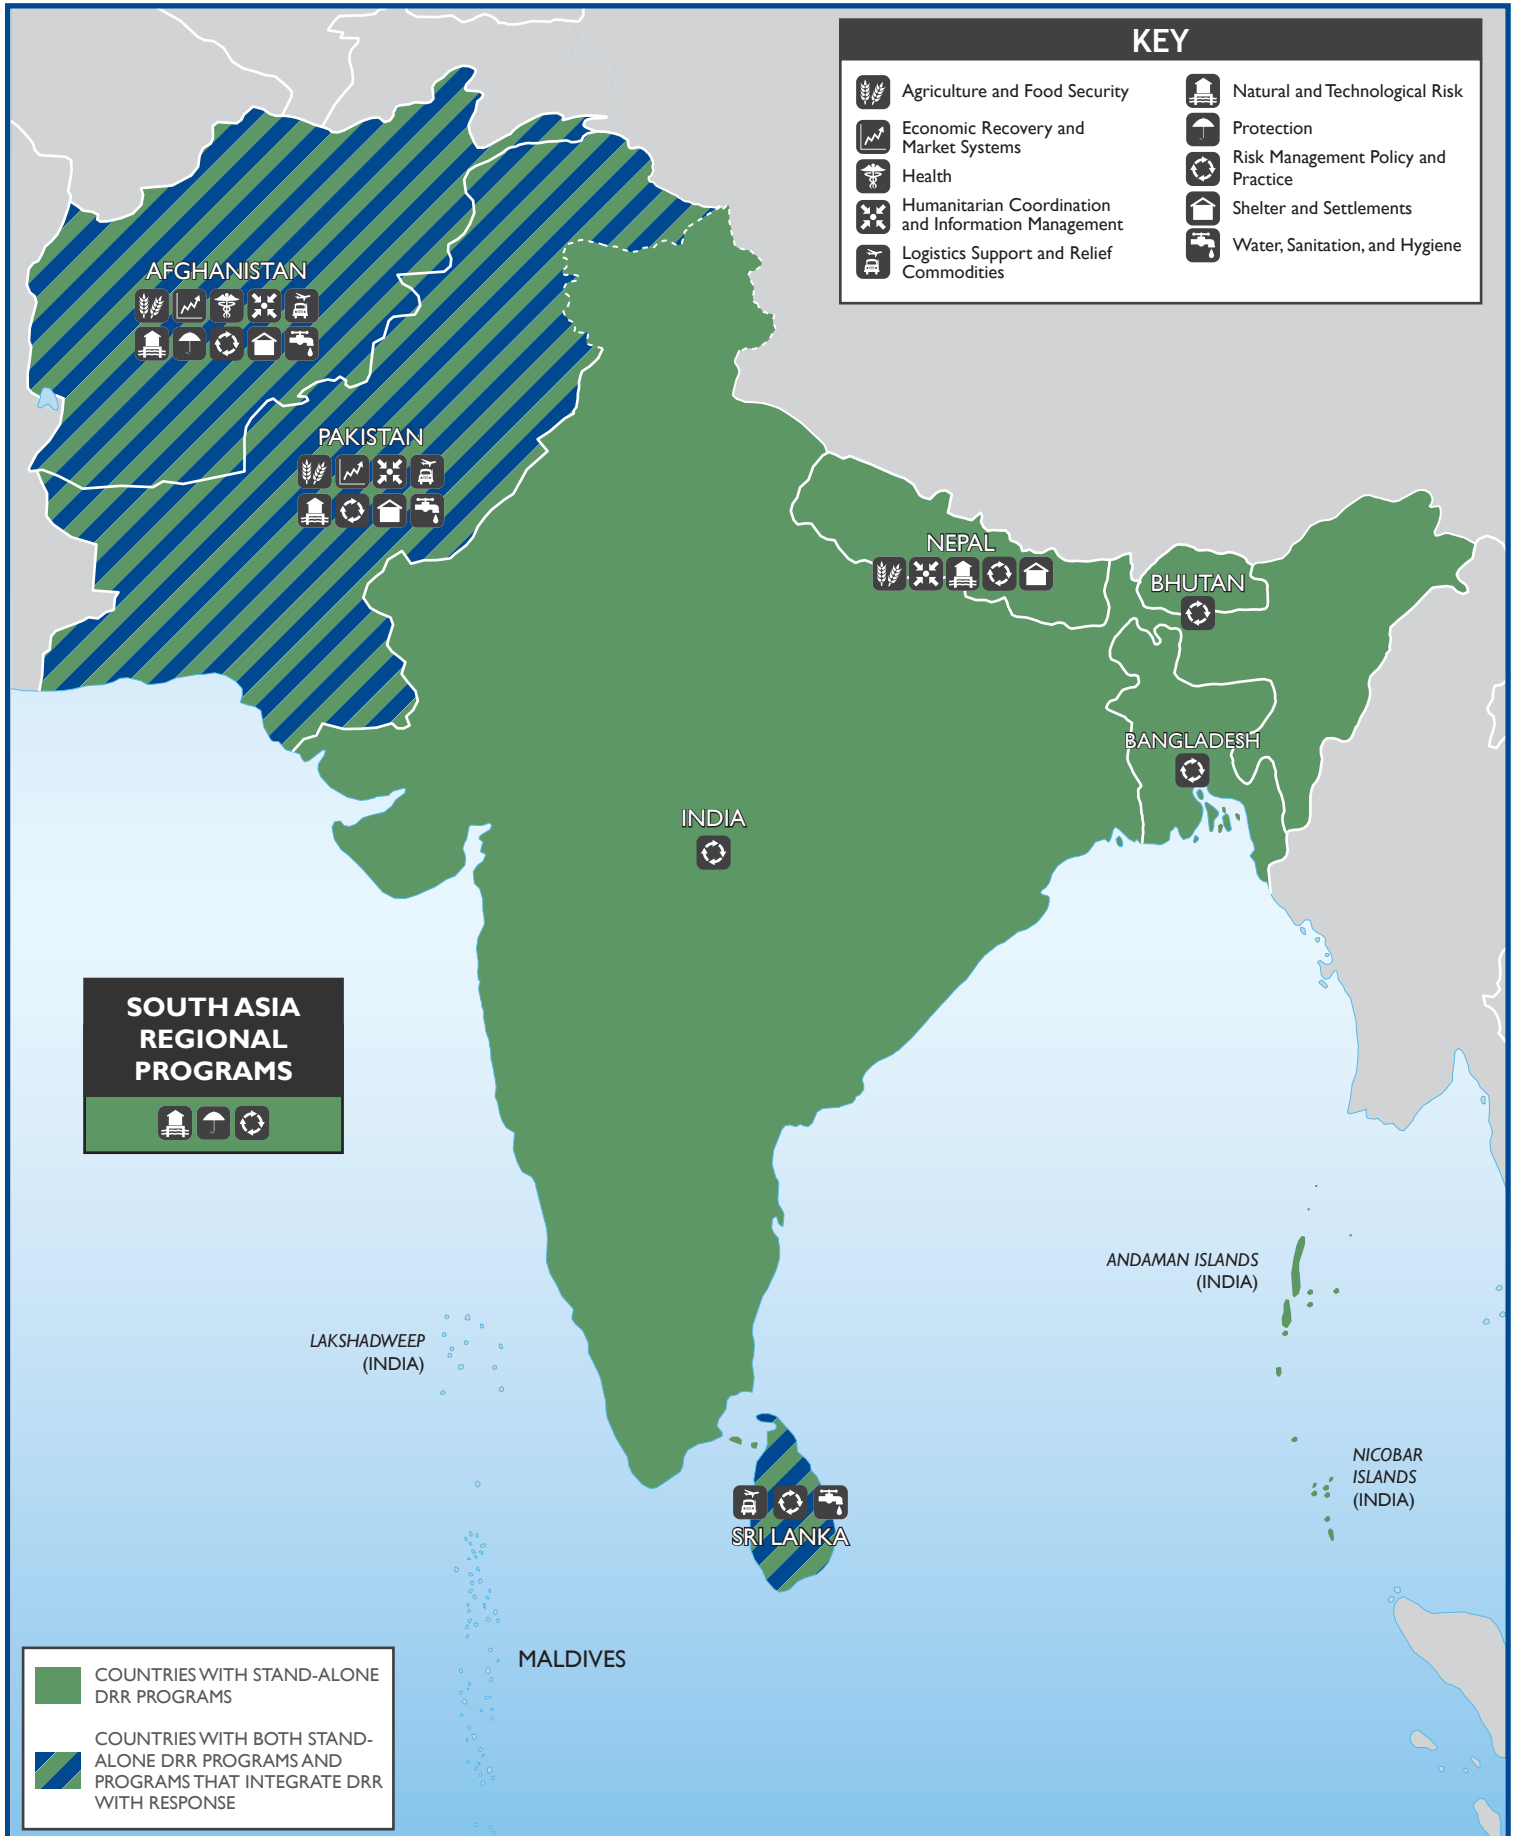 KEY
Agriculture and Food Security
Economic Recovery and
Market Systems
Health
Humanitarian Coordination
and Information Management
Logistics Support and Relief
Commodities
Natural and Technological Risk
Protection
Risk Management Policy and
Practice
Shelter and Settlements
Water, Sanitation, and Hygiene
AFGHANISTAN
PAKISTAN
NEPAL
BHUTAN
BANGLADESH
INDIA
SOUTH ASIA
REGIONAL
PROGRAMS
ANDAMAN ISLANDS
(INDIA)
LAKSHADWEEP
(INDIA)
NICOBAR
ISLANDS
(INDIA)
SRI LANKA
MALDIVES
COUNTRIES WITH STAND-ALONE
DRR PROGRAMS
COUNTRIES WITH BOTH STAND-
ALONE DRR PROGRAMS AND
PROGRAMS THAT INTEGRATE DRR
WITH RESPONSE